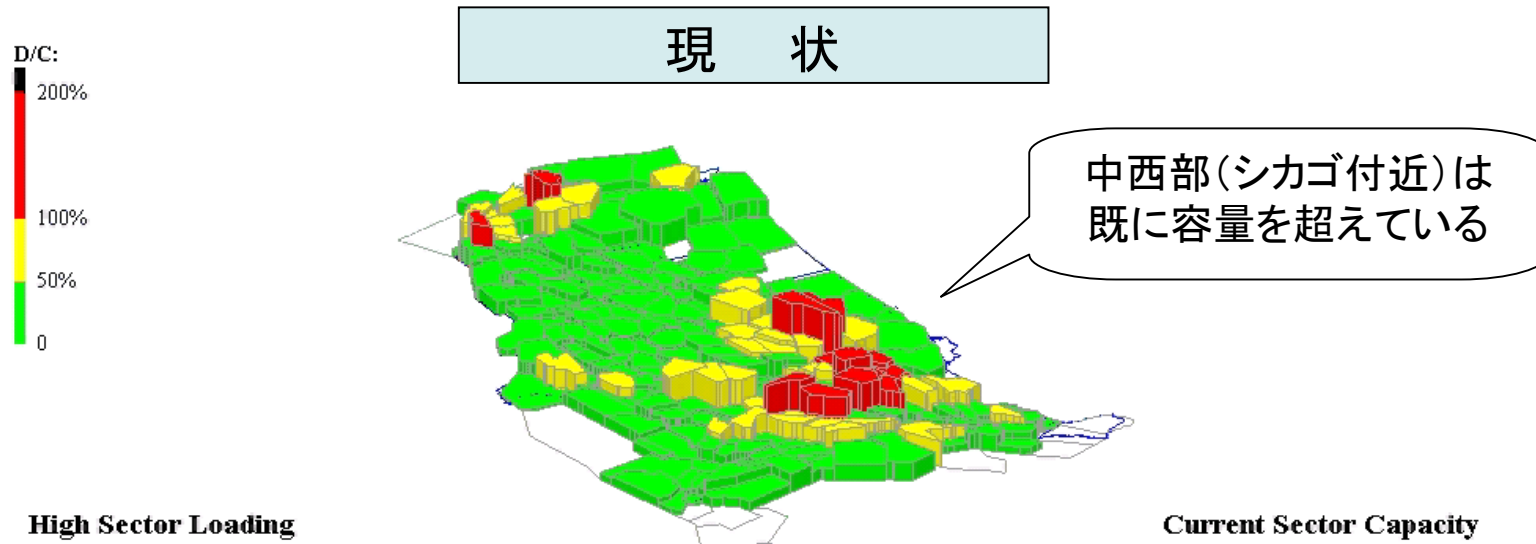 現 状
D/C:
200%
100%
50%
0
中西部(シカゴ付近)は
既に容量を超えている
High Sector Loading
Current Sector Capacity